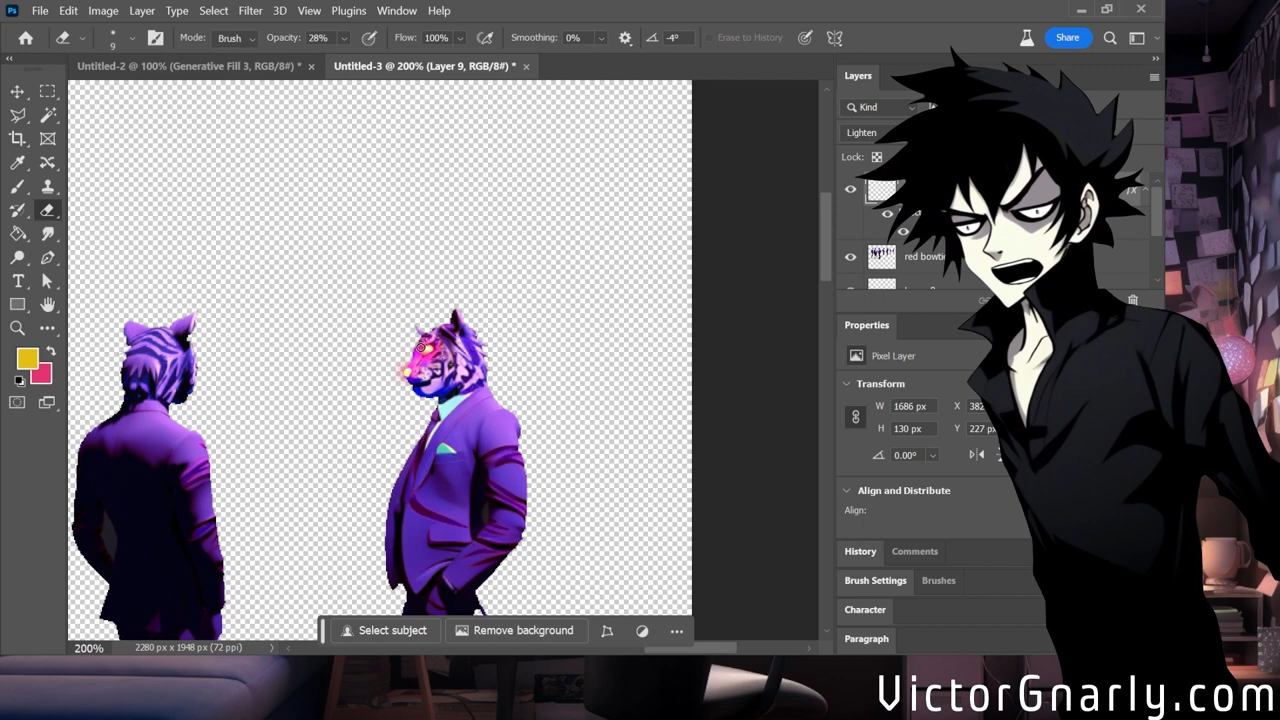 Ps File Edit Image Layer Type Select Filter 3D View Plugins Window Help
9 Mode: Brush Opacity: 28% Flow: 100% Smoothing: 0% -4° Erase to History Share
Untitled-2 @ 100% (Generative Fill 3, RGB/8#) * × Untitled-3 @ 200% (Layer 9, RGB/8#) * ×
Layers
Kind
Lighten
Lock:
fx
red bowtie
Properties
Pixel Layer
Transform
W 1686 px X 382
H 130 px Y 227 px
0.00°
Align and Distribute
Align:
History Comments
Brush Settings Brushes
Character
Paragraph
Select subject Remove background
200% 2280 px x 1948 px (72 ppi)
VictorGnarly.com